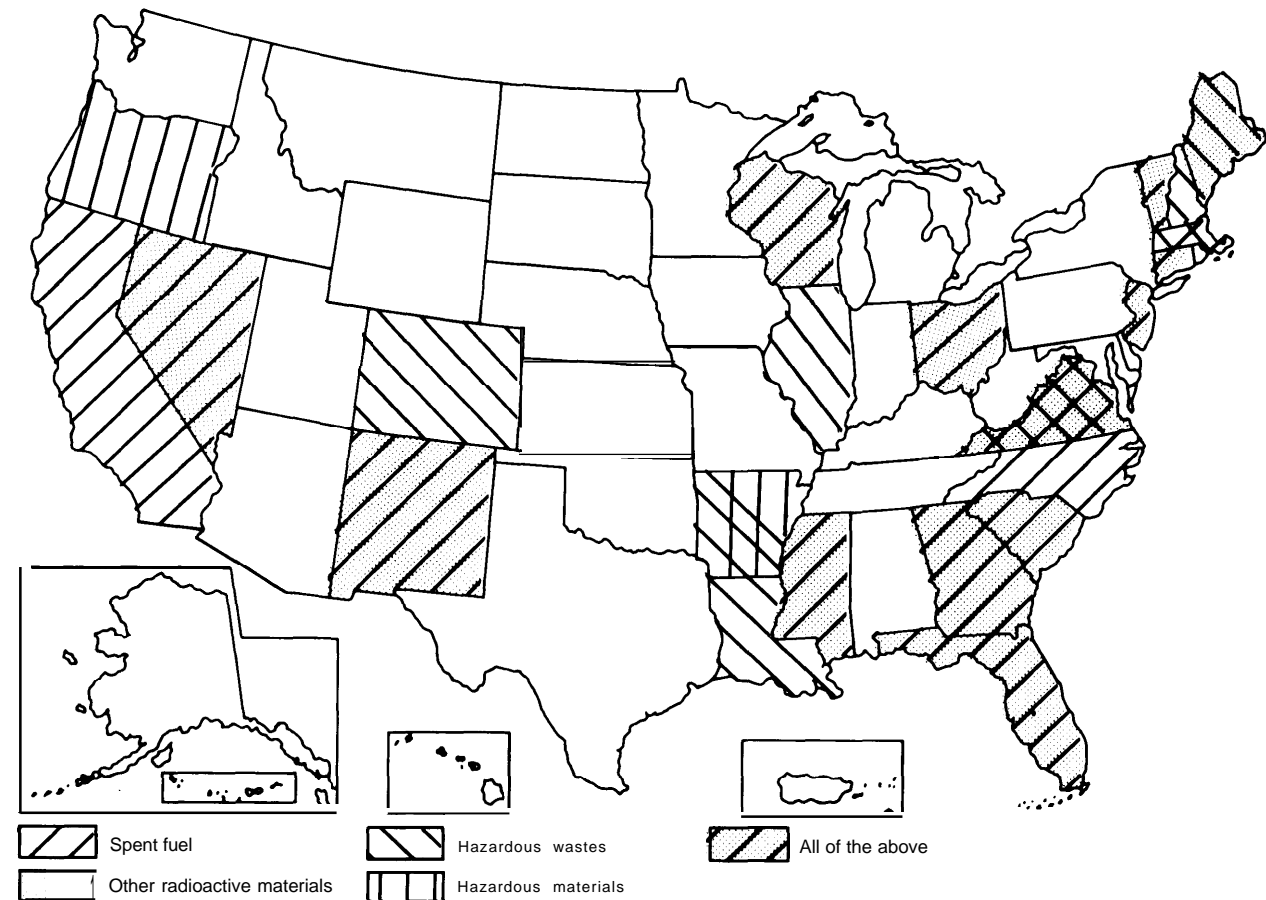 Spent fuel
Hazardous wastes
All of the above
Other radioactive materials
Hazardous materials